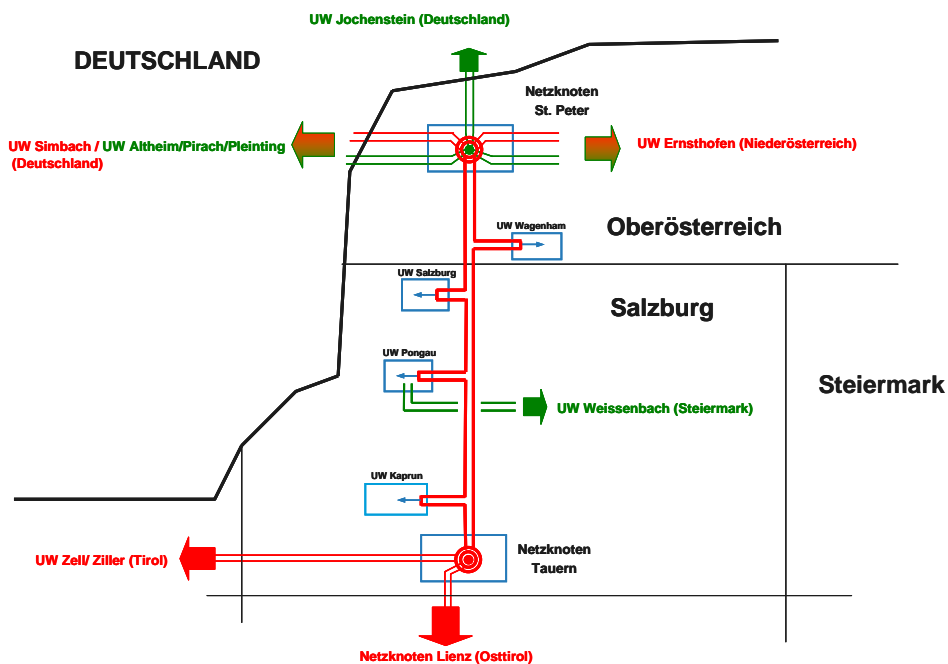 UW Jochenstein (Deutschland)
DEUTSCHLAND
Netzknoten
St. Peter
UW Simbach / UW Altheim/Pirach/Pleinting
(Deutschland)
UW Ernsthofen (Niederösterreich)
UW Wagenham
Oberösterreich
UW Salzburg
Salzburg
UW Pongau
Steiermark
UW Weissenbach (Steiermark)
UW Kaprun
Netzknoten
Tauern
UW Zell/ Ziller (Tirol)
Netzknoten Lienz (Osttirol)